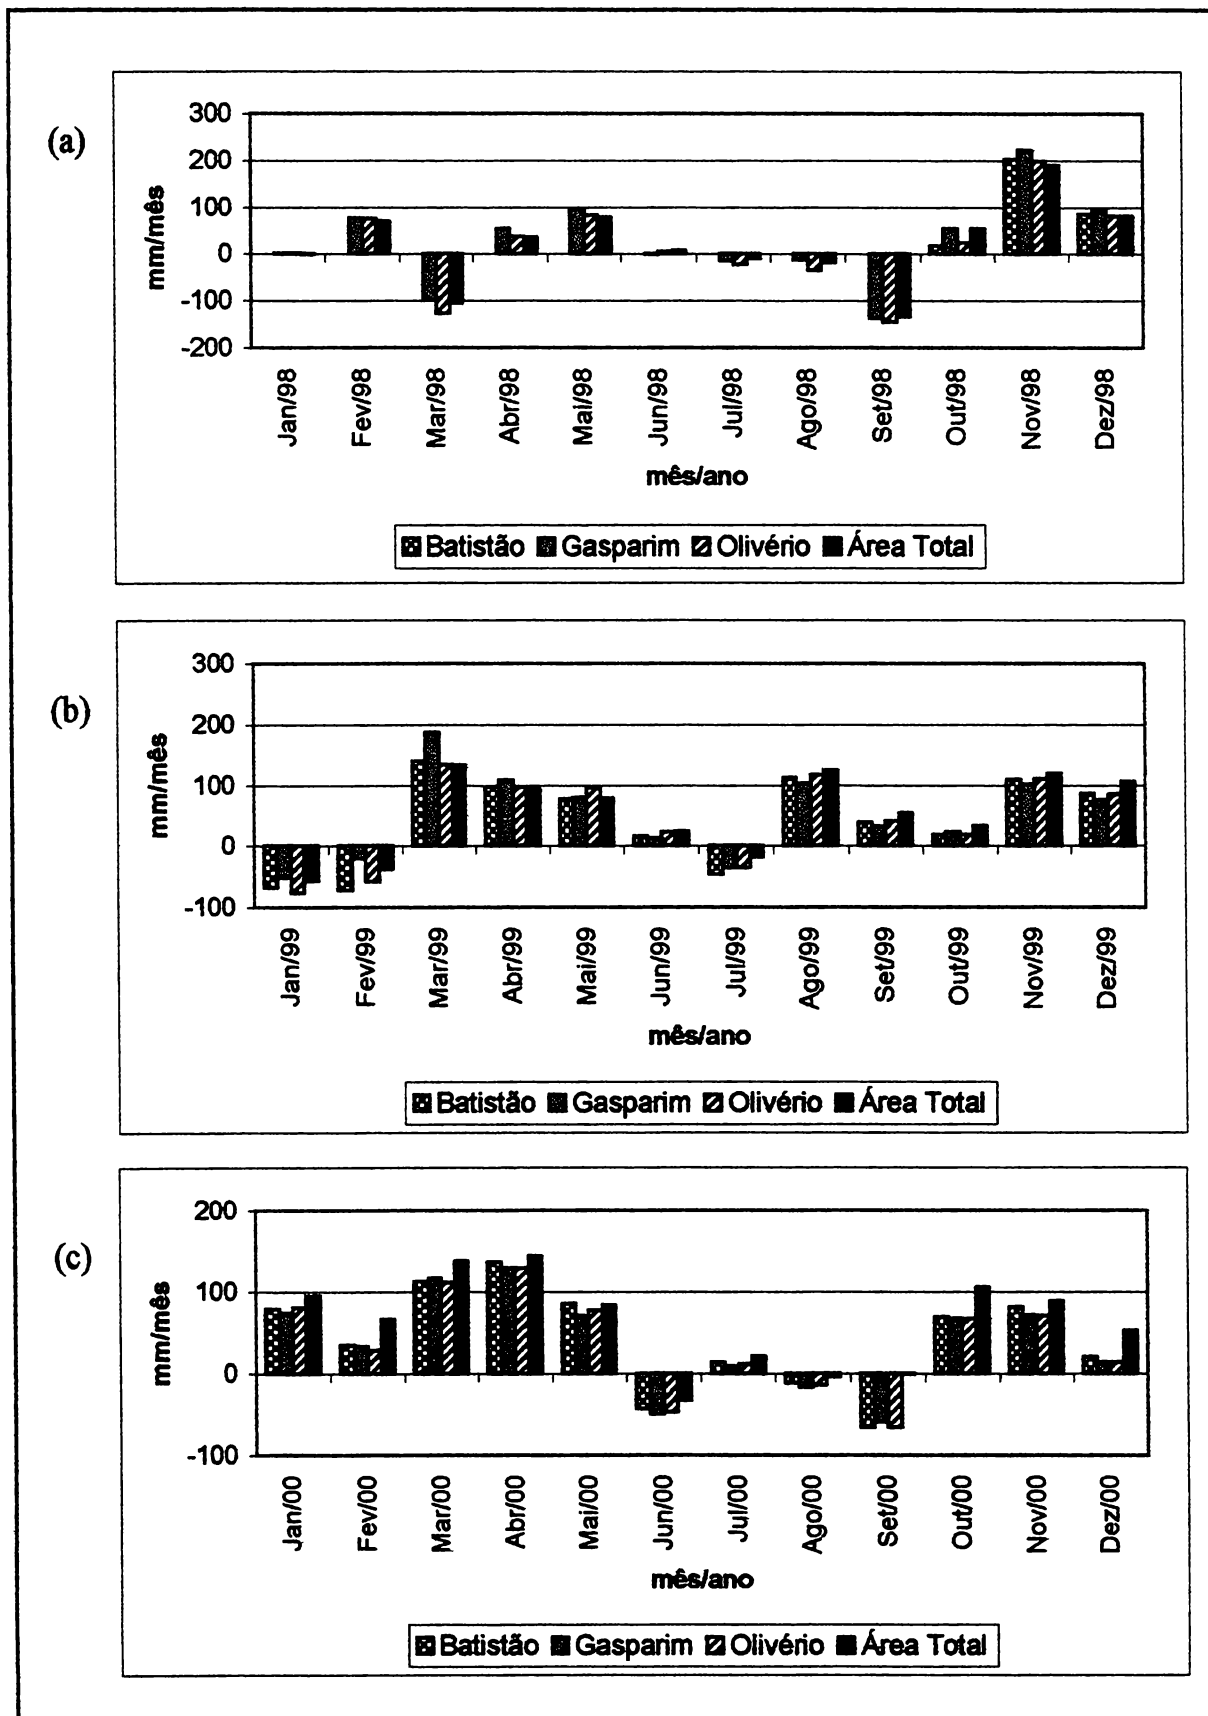 (a)
300
200
100
0
-100
-200
mm/mês
Jan/98 Fev/98 Mar/98 Abr/98 Mai/98 Jun/98 Jul/98 Ago/98 Set/98 Out/98 Nov/98 Dez/98
mês/ano
Batistão Gasparim Olivério Área Total
(b)
300
200
100
0
-100
mm/mês
Jan/99 Fev/99 Mar/99 Abr/99 Mai/99 Jun/99 Jul/99 Ago/99 Set/99 Out/99 Nov/99 Dez/99
mês/ano
Batistão Gasparim Olivério Área Total
(c)
200
100
0
-100
mm/mês
Jan/00 Fev/00 Mar/00 Abr/00 Mai/00 Jun/00 Jul/00 Ago/00 Set/00 Out/00 Nov/00 Dez/00
mês/ano
Batistão Gasparim Olivério Área Total